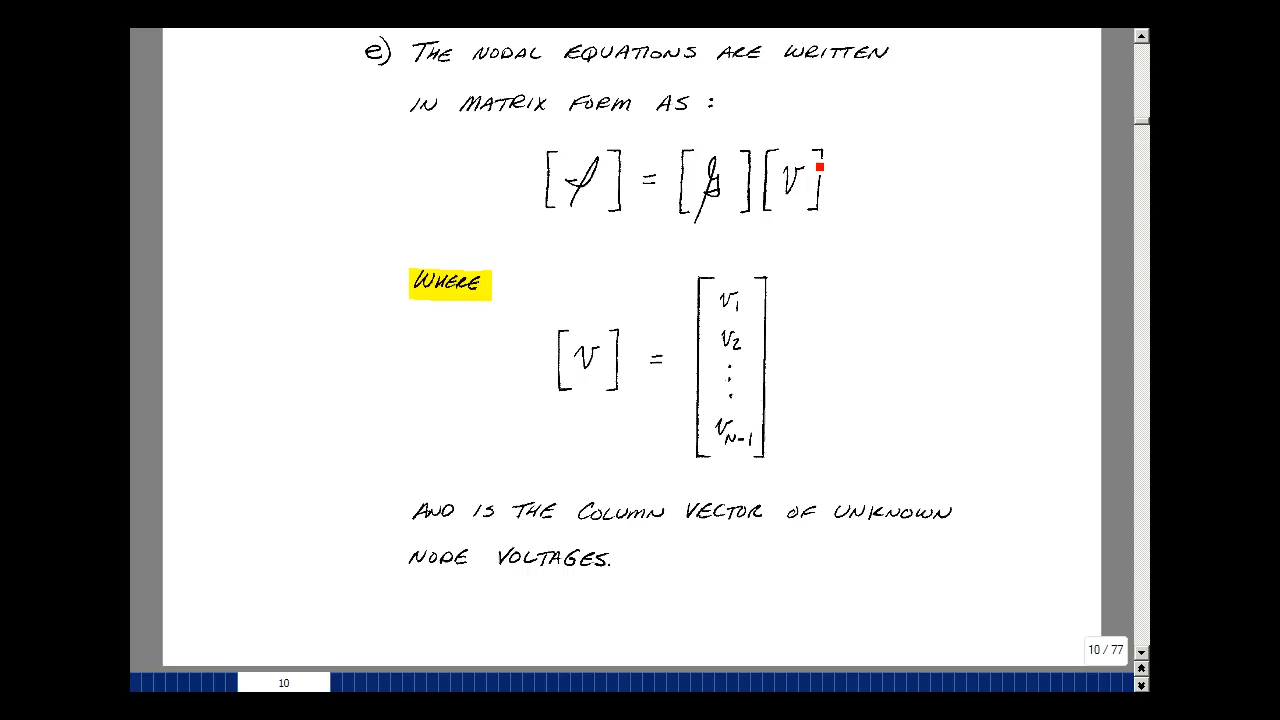 e) THE NODAL EQUATIONS ARE WRITTEN
IN MATRIX FORM AS :
[𝓘] = [𝓖][v]
WHERE
[v] = [v1
v2
⋮
vN-1]
AND IS THE COLUMN VECTOR OF UNKNOWN
NODE VOLTAGES.
10 / 77
10